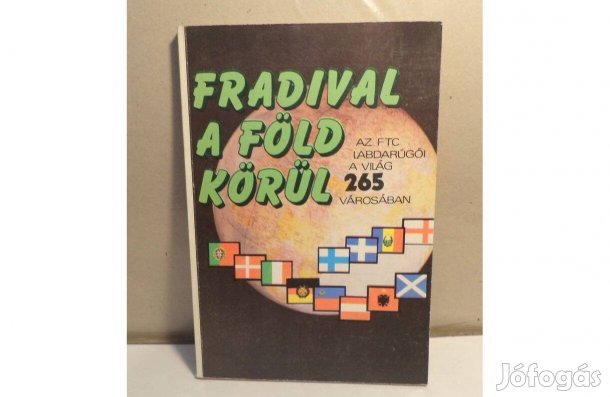 FRADIVAL
A FÖLD
KÖRÜL
AZ FTC
LABDARÚGÓI
A VILÁG
265
VÁROSÁBAN
Jófogás